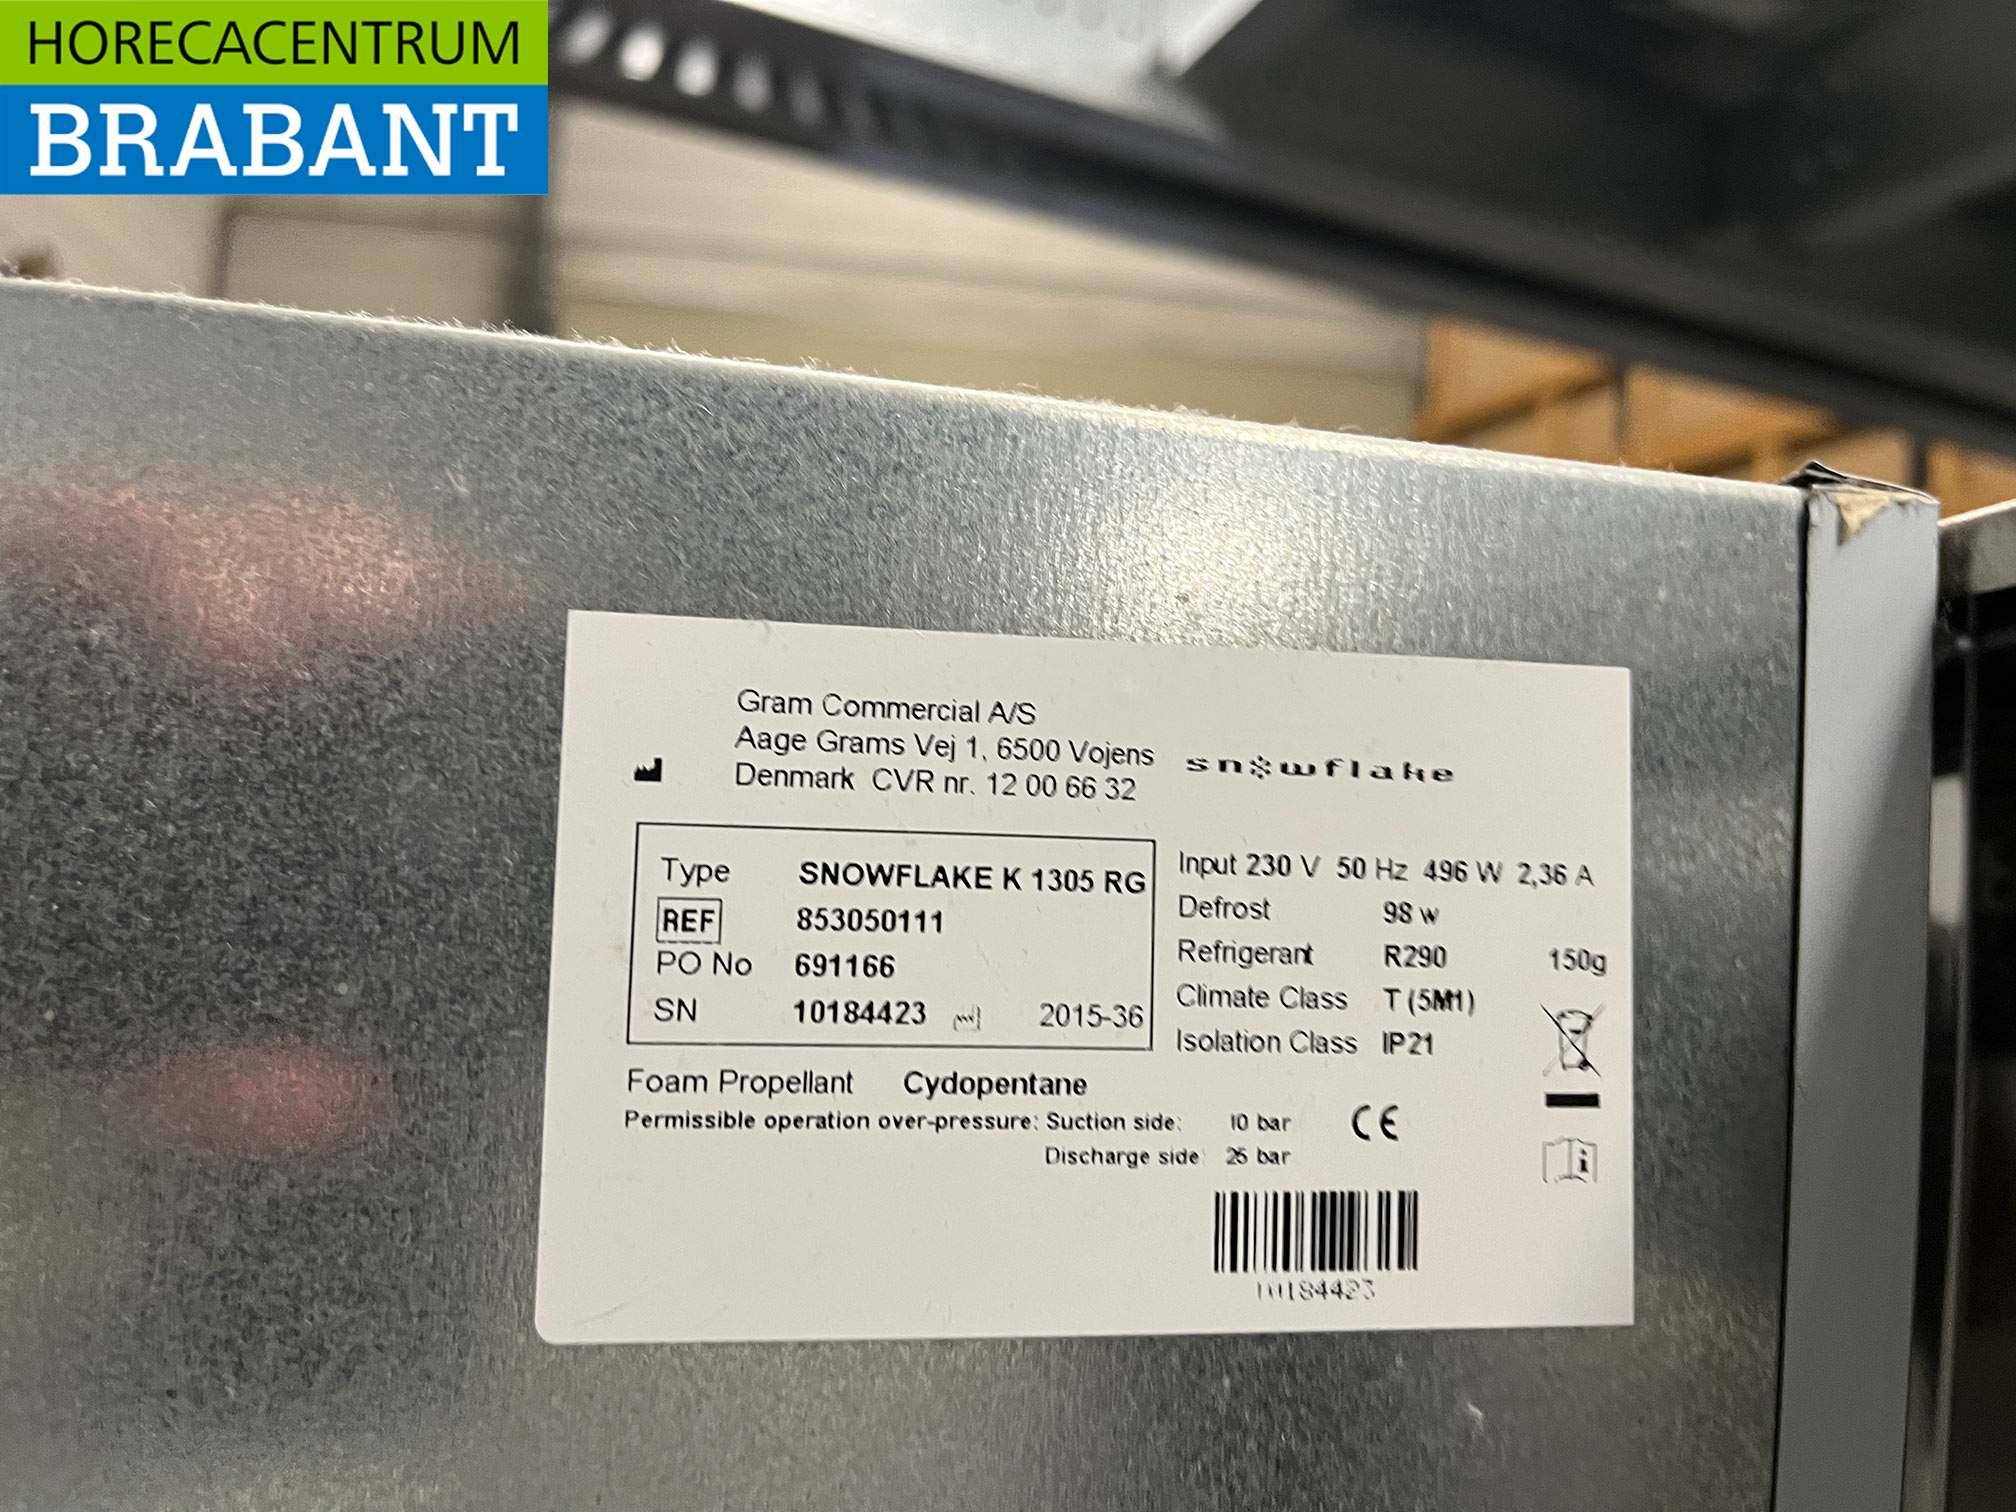 HORECACENTRUM
BRABANT
Gram Commercial A/S
Aage Grams Vej 1, 6500 Vojens
Denmark CVR nr. 12 00 66 32
snowflake
Type SNOWFLAKE K 1305 RG
REF 853050111
PO No 691166
SN 10184423 2015-36
Input 230 V 50 Hz 496 W 2,36 A
Defrost 98 w
Refrigerant R290 150g
Climate Class T (5M1)
Isolation Class IP21
Foam Propellant Cydopentane
Permissible operation over-pressure: Suction side: 10 bar
Discharge side: 25 bar
CE
i
10184423